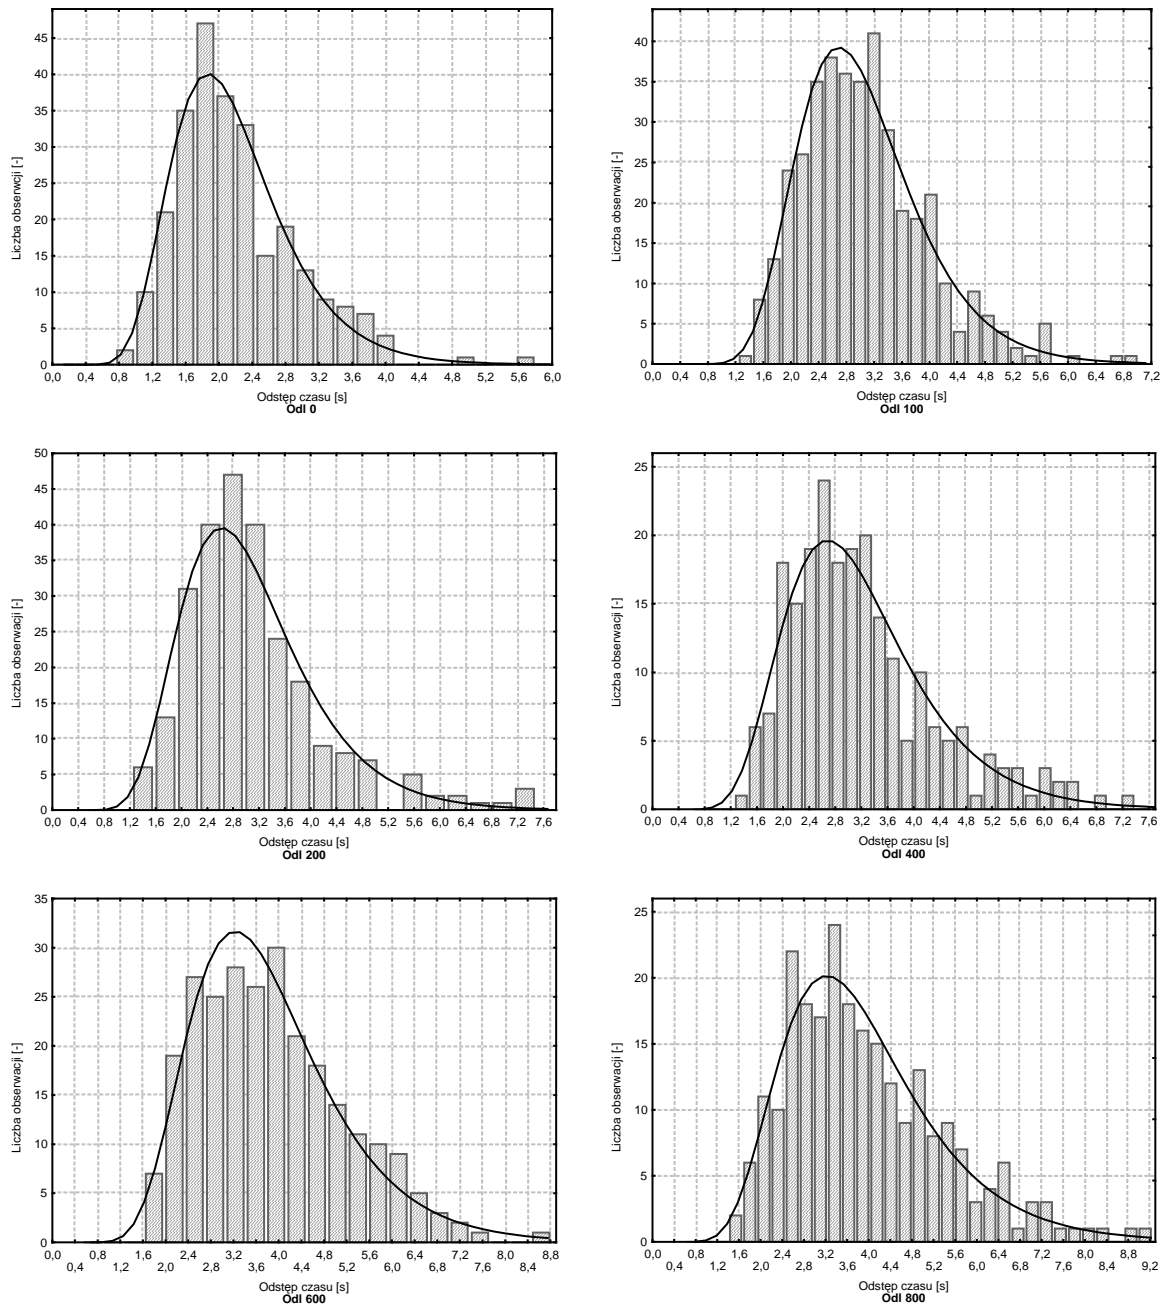 45
40
35
30
25
20
15
10
5
0
Liczba obserwcji [-]
0,0 0,4 0,8 1,2 1,6 2,0 2,4 2,8 3,2 3,6 4,0 4,4 4,8 5,2 5,6 6,0
Odstęp czasu [s]
Odl 0
40
35
30
25
20
15
10
5
0
Liczba obserwacji [-]
0,0 0,4 0,8 1,2 1,6 2,0 2,4 2,8 3,2 3,6 4,0 4,4 4,8 5,2 5,6 6,0 6,4 6,8 7,2
Odstęp czasu [s]
Odl 100
50
45
40
35
30
25
20
15
10
5
0
Liczba obserwacji [-]
0,0 0,4 0,8 1,2 1,6 2,0 2,4 2,8 3,2 3,6 4,0 4,4 4,8 5,2 5,6 6,0 6,4 6,8 7,2 7,6
Odstęp czasu [s]
Odl 200
25
20
15
10
5
0
Liczba obserwacji [-]
0,0 0,4 0,8 1,2 1,6 2,0 2,4 2,8 3,2 3,6 4,0 4,4 4,8 5,2 5,6 6,0 6,4 6,8 7,2 7,6
Odstęp czasu [s]
Odl 400
35
30
25
20
15
10
5
0
Liczba obserwacji [-]
0,0 0,8 1,6 2,4 3,2 4,0 4,8 5,6 6,4 7,2 8,0 8,8
0,4 1,2 2,0 2,8 3,6 4,4 5,2 6,0 6,8 7,6 8,4
Odstęp czasu [s]
Odl 600
25
20
15
10
5
0
Liczba obserwacji [-]
0,0 0,8 1,6 2,4 3,2 4,0 4,8 5,6 6,4 7,2 8,0 8,8
0,4 1,2 2,0 2,8 3,6 4,4 5,2 6,0 6,8 7,6 8,4 9,2
Odstęp czasu [s]
Odl 800